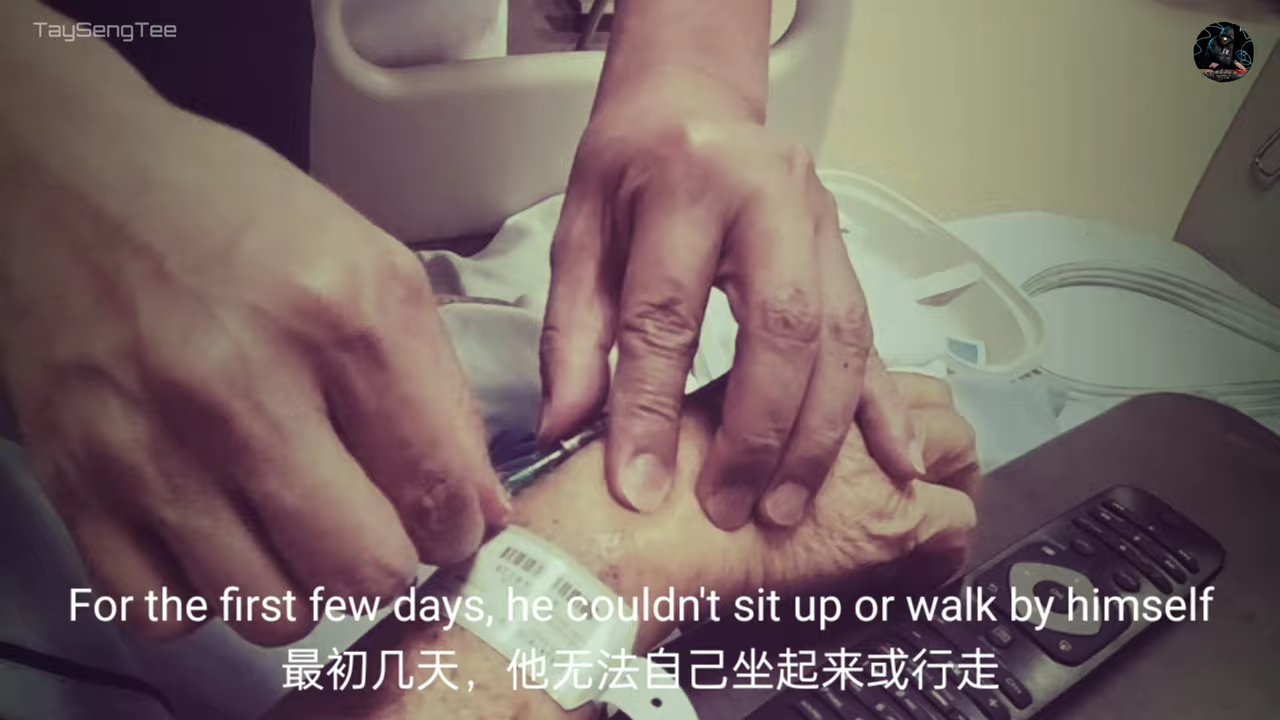 TaySengTee
For the first few days, he couldn't sit up or walk by himself
最初几天，他无法自己坐起来或行走